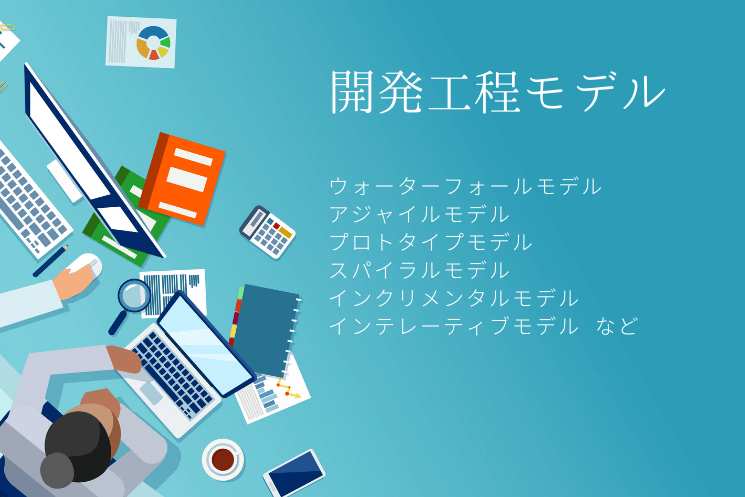 開発工程モデル
ウォーターフォールモデル
アジャイルモデル
プロトタイプモデル
スパイラルモデル
インクリメンタルモデル
インテレーティブモデル など